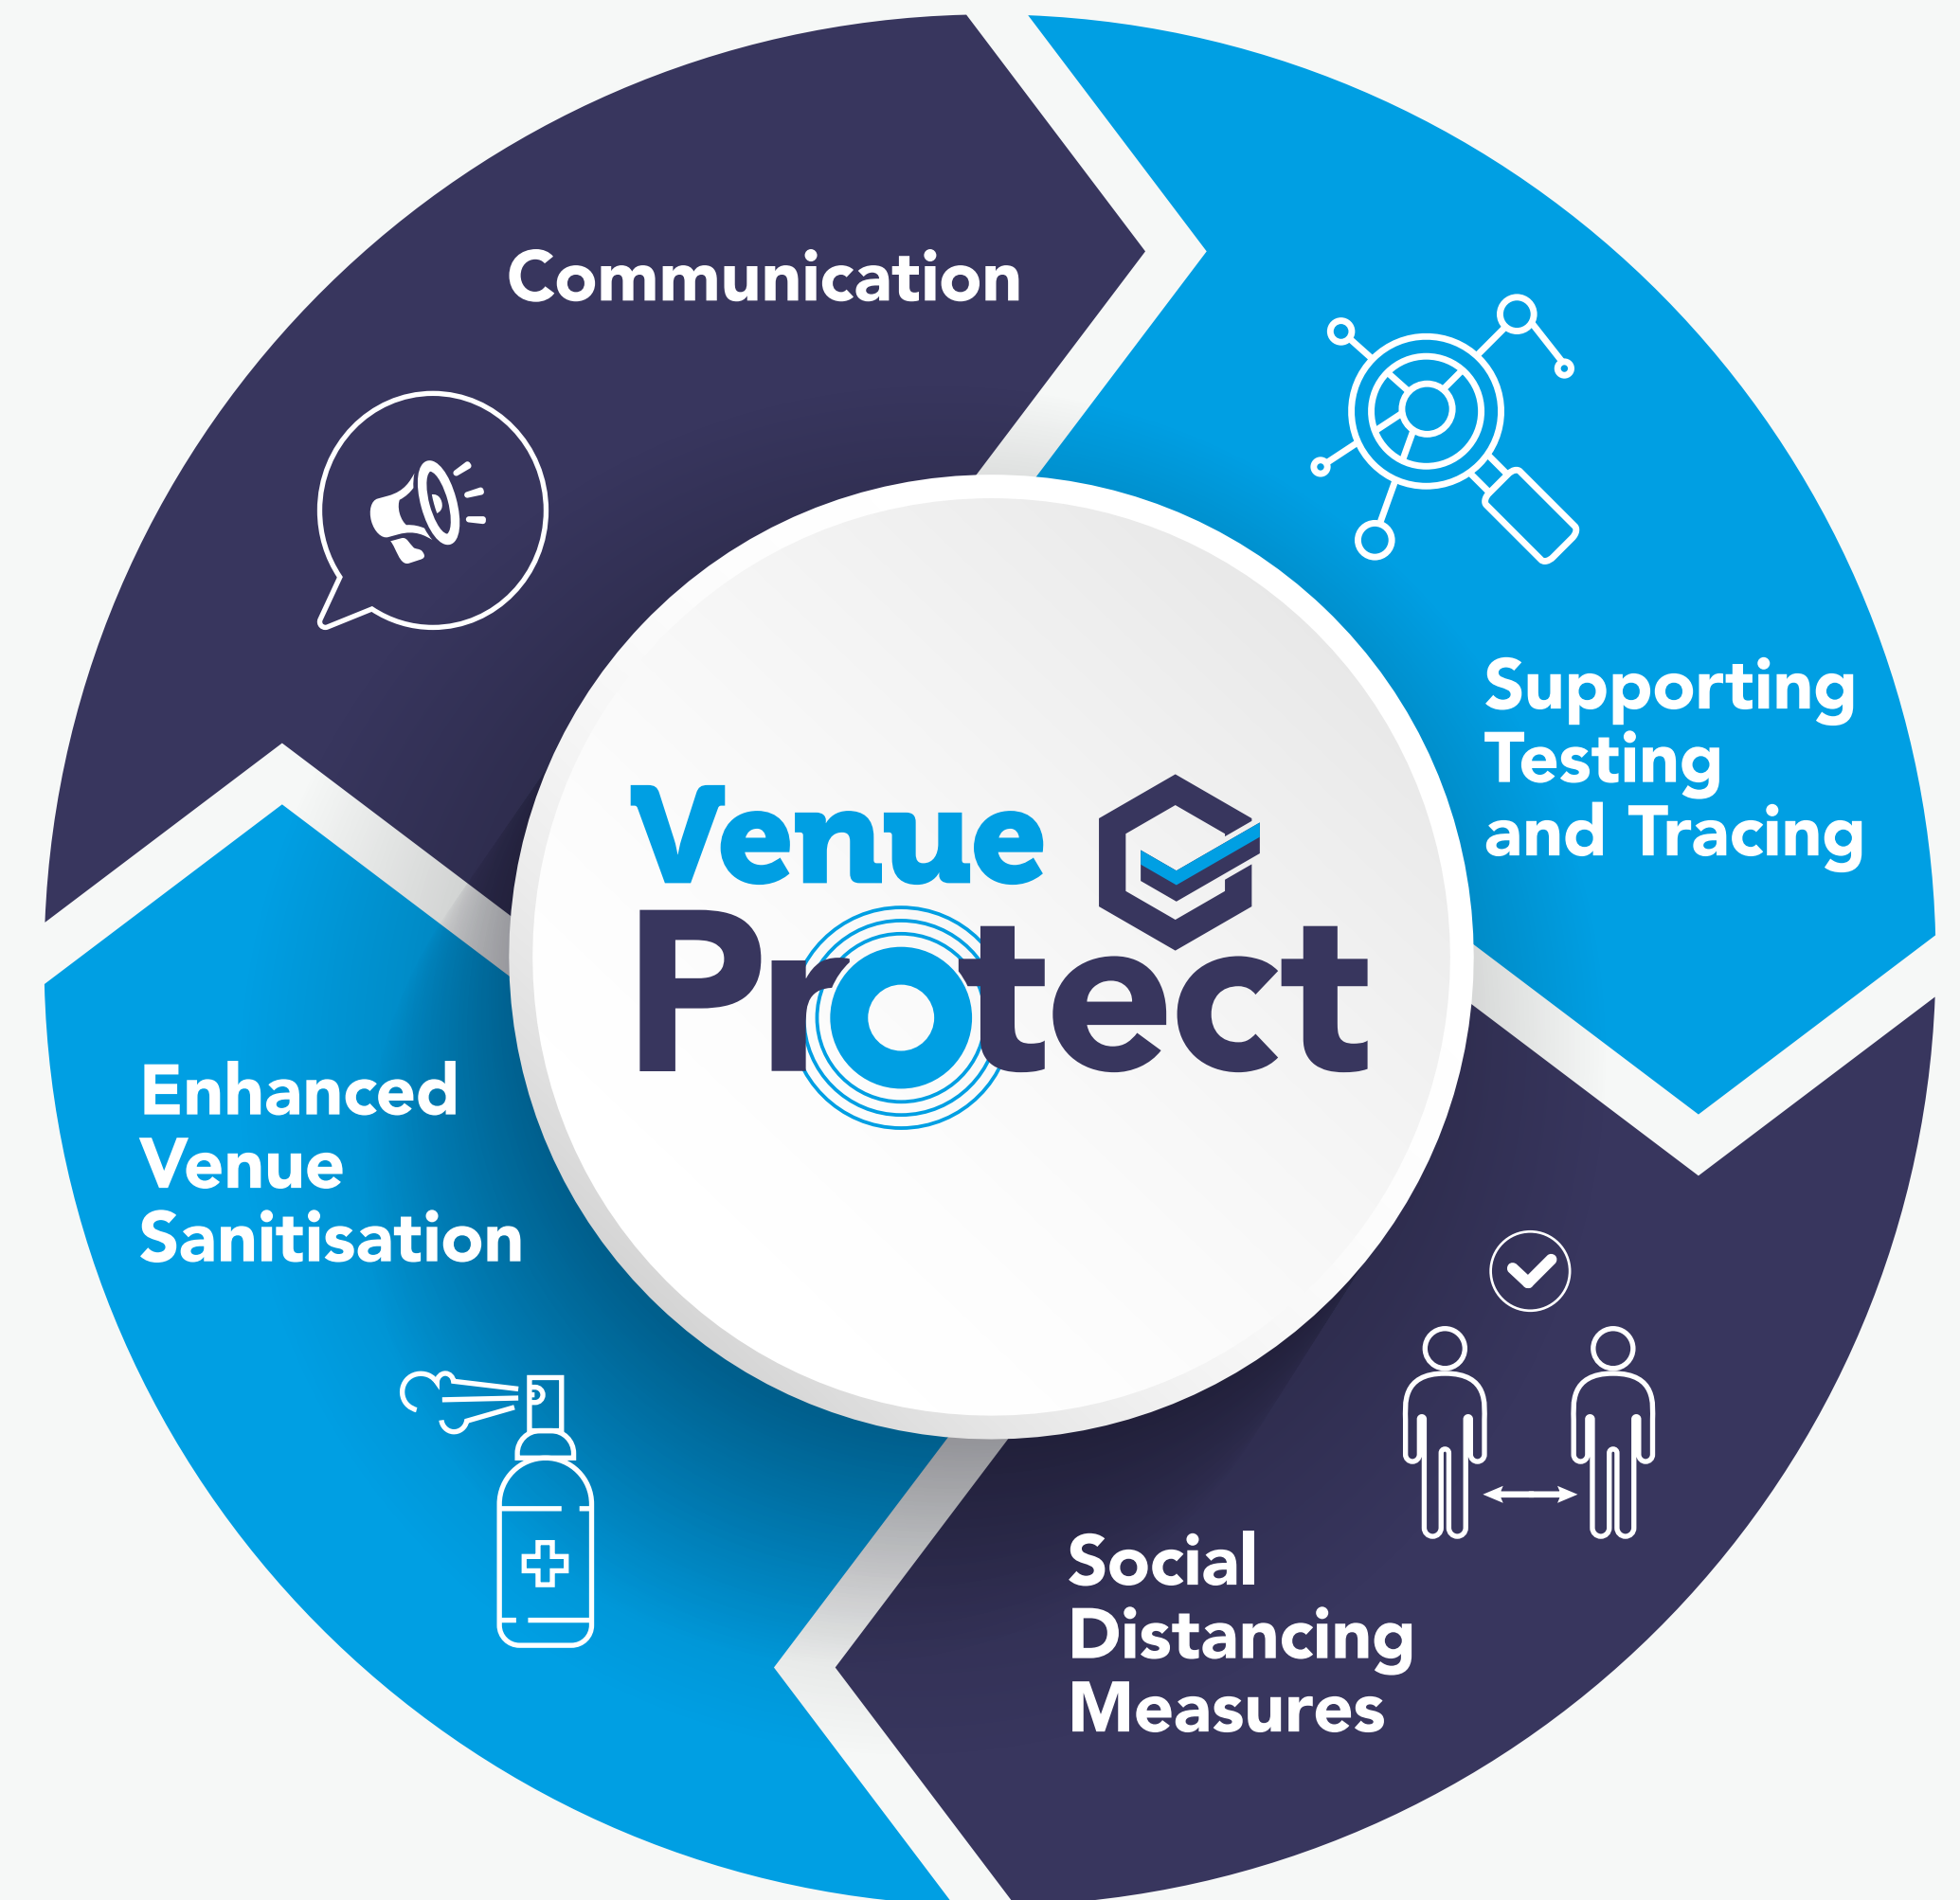 Communication
Supporting
Testing
and Tracing
Venue
Protect
Enhanced
Venue
Sanitisation
Social
Distancing
Measures